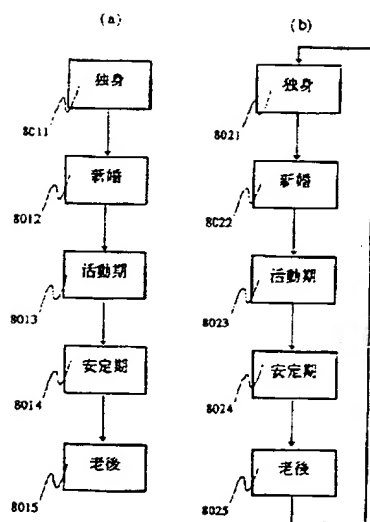 (a)
独身
8011
新婚
8012
活動期
8013
安定期
8014
老後
8015
(b)
独身
8021
新婚
8022
活動期
8023
安定期
8024
老後
8025